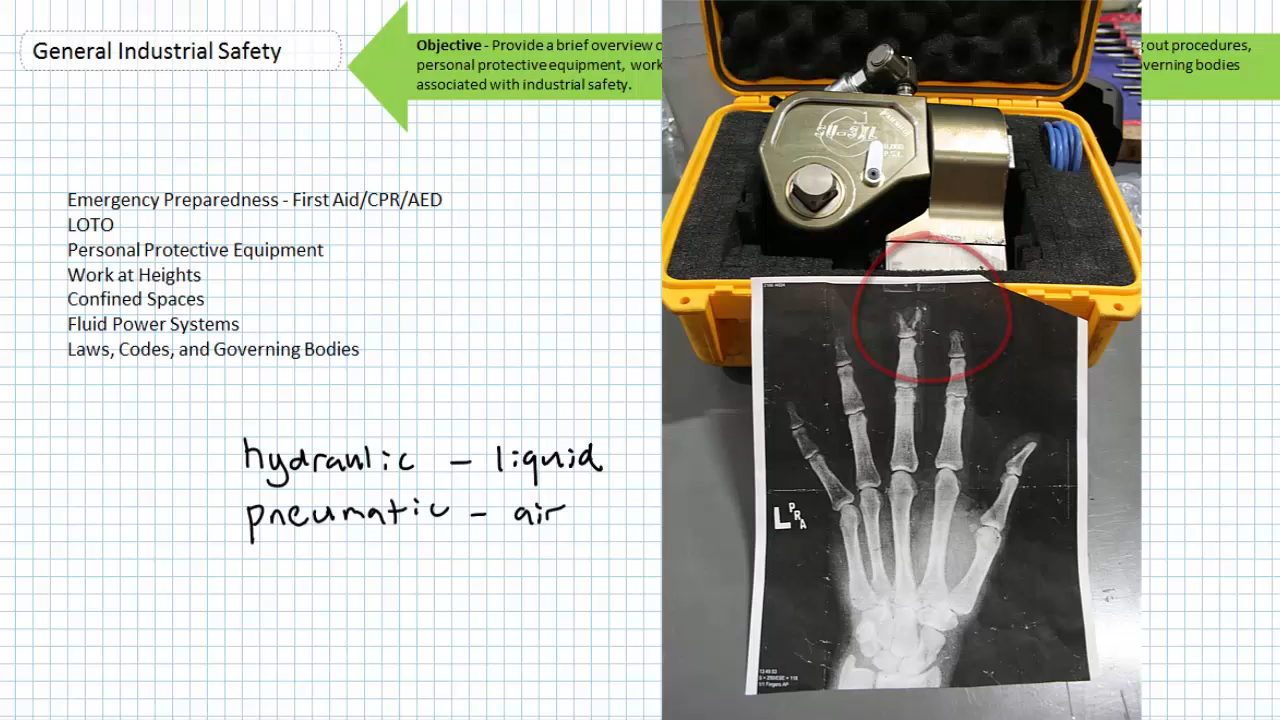 General Industrial Safety
Objective - Provide a brief overview o
out procedures,
personal protective equipment, work
overning bodies
associated with industrial safety.
Emergency Preparedness - First Aid/CPR/AED
LOTO
Personal Protective Equipment
Work at Heights
Confined Spaces
Fluid Power Systems
Laws, Codes, and Governing Bodies
hydraulic - liquid
pneumatic - air
L
P
R
A